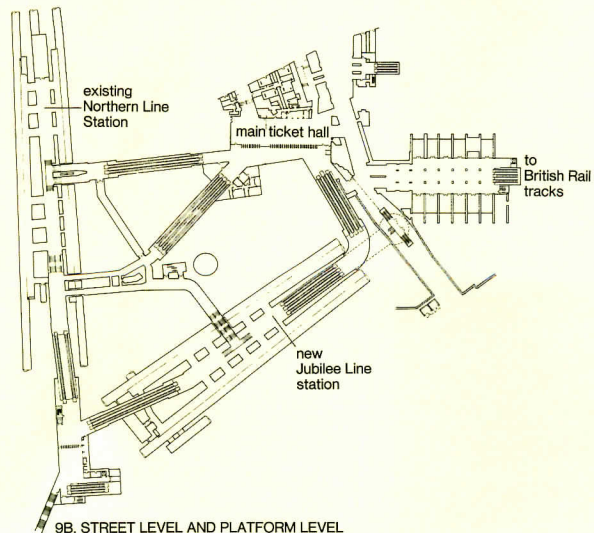 existing
Northern Line
Station
main ticket hall
to
British Rail
tracks
new
Jubilee Line
station
9B. STREET LEVEL AND PLATFORM LEVEL